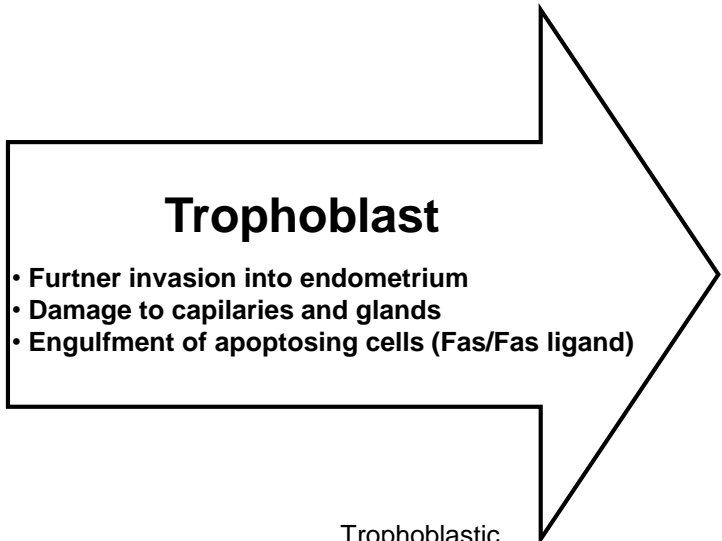 Trophoblast
• Furtner invasion into endometrium
• Damage to capilaries and glands
• Engulfment of apoptosing cells (Fas/Fas ligand)
Trophoblastic